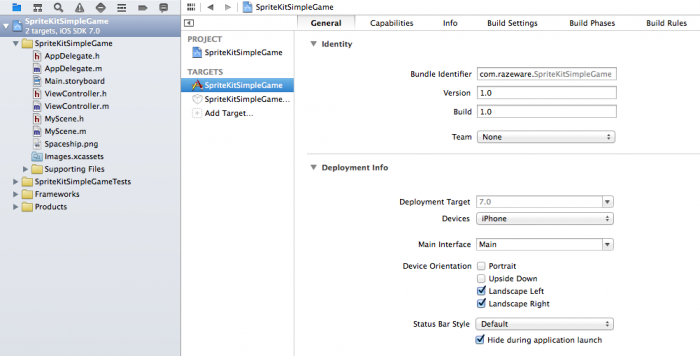 SpriteKitSimpleGame
SpriteKitSimpleGame
2 targets, iOS SDK 7.0
SpriteKitSimpleGame
AppDelegate.h
AppDelegate.m
Main.storyboard
ViewController.h
ViewController.m
MyScene.h
MyScene.m
Spaceship.png
Images.xcassets
Supporting Files
SpriteKitSimpleGameTests
Frameworks
Products
PROJECT
SpriteKitSimpleGame
TARGETS
SpriteKitSimpleGame
SpriteKitSimpleGame...
Add Target...
General Capabilities Info Build Settings Build Phases Build Rules
Identity
Bundle Identifier com.razeware.SpriteKitSimpleGame
Version 1.0
Build 1.0
Team None
Deployment Info
Deployment Target 7.0
Devices iPhone
Main Interface Main
Device Orientation Portrait
Upside Down
Landscape Left
Landscape Right
Status Bar Style Default
Hide during application launch